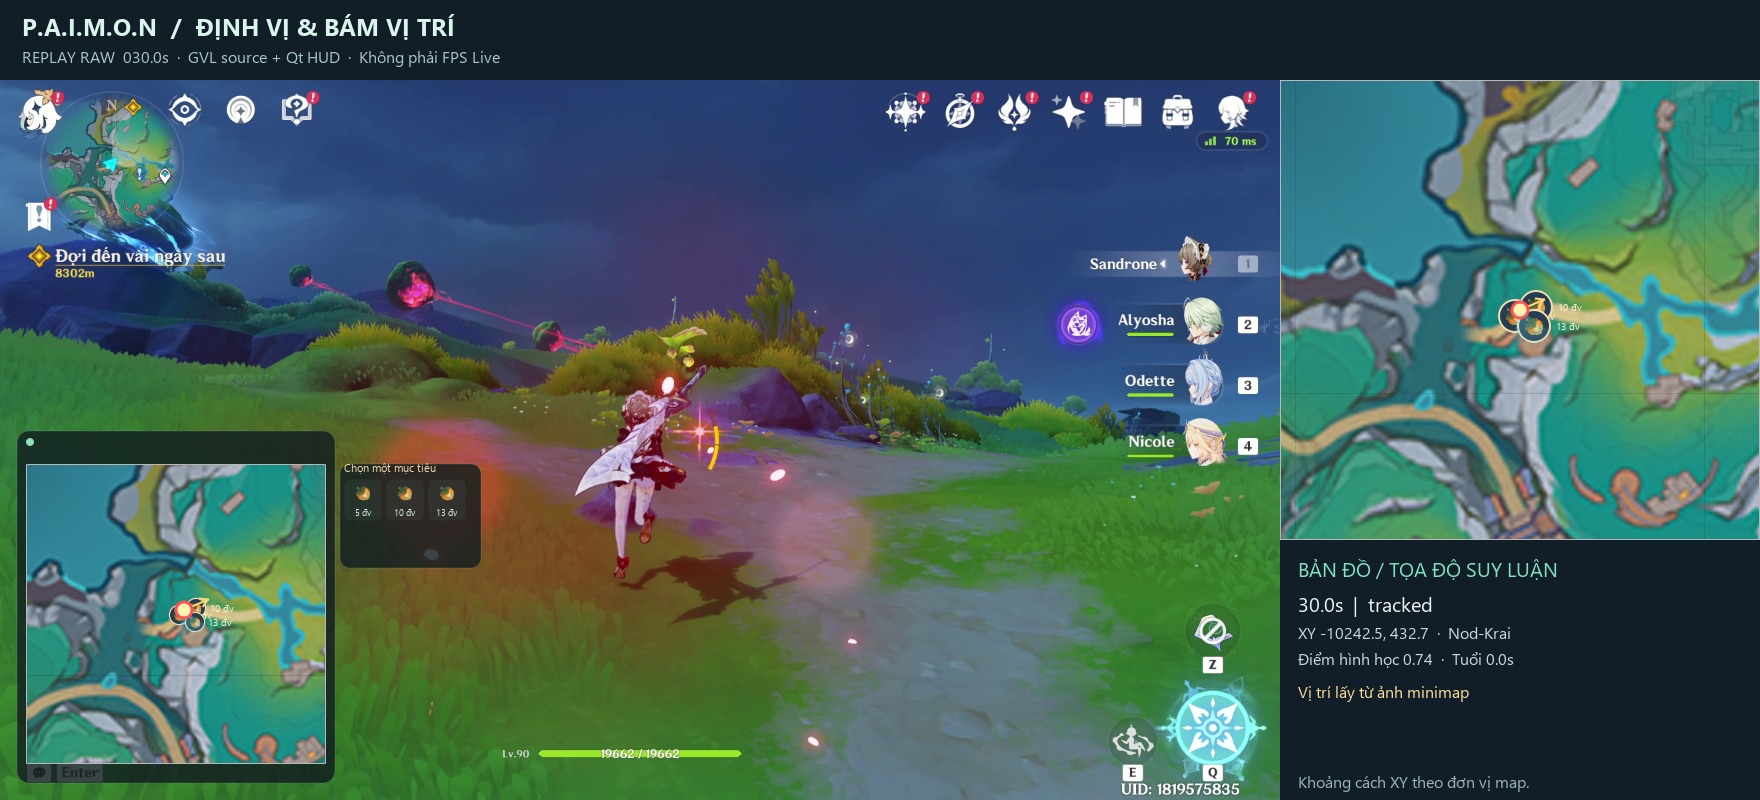 P.A.I.M.O.N / ĐỊNH VỊ & BÁM VỊ TRÍ
REPLAY RAW 030.0s · GVL source + Qt HUD · Không phải FPS Live
N
70 ms
Đợi đến vài ngày sau
8302m
Sandrone
1
Alyosha
2
Odette
3
Nicole
4
10 đv
13 đv
Chọn một mục tiêu
5 đv
10 đv
13 đv
10 đv
13 đv
Enter
Lv.90
19662 / 19662
Z
E
Q
UID: 1819575835
BẢN ĐỒ / TỌA ĐỘ SUY LUẬN
30.0s | tracked
XY -10242.5, 432.7 · Nod-Krai
Điểm hình học 0.74 · Tuổi 0.0s
Vị trí lấy từ ảnh minimap
Khoảng cách XY theo đơn vị map.